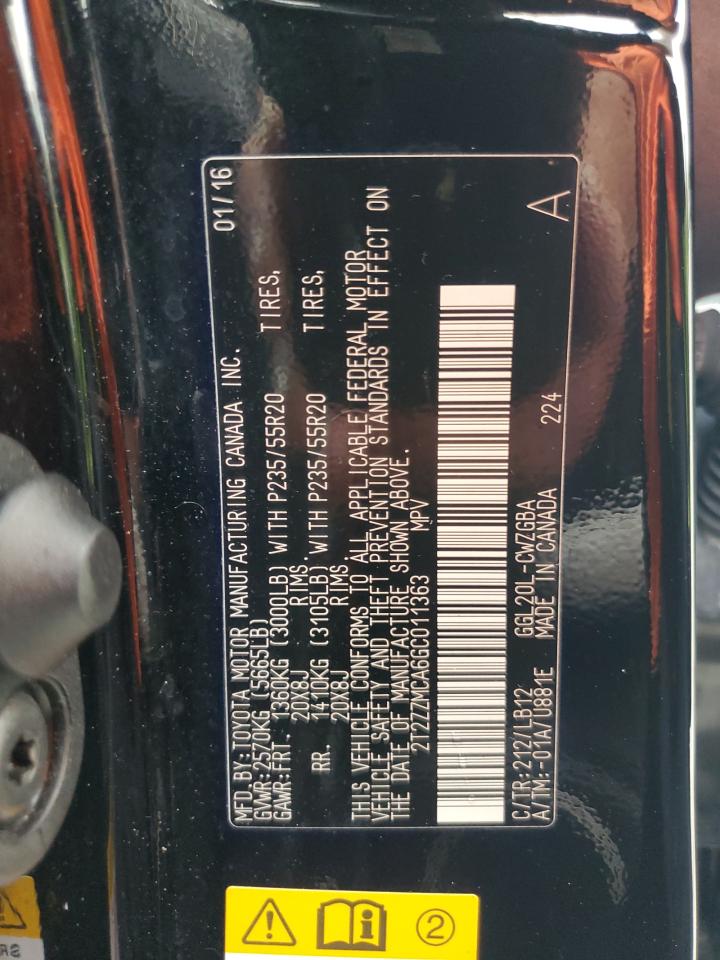 MFD. BY: TOYOTA MOTOR MANUFACTURING CANADA INC. 01/16
GVWR: 2570KG (5665LB)
GAWR: FRT. 1360KG (3000LB) WITH P235/55R20 TIRES,
20X8J RIMS.
RR. 1410KG (3105LB) WITH P235/55R20 TIRES,
20X8J RIMS.
THIS VEHICLE CONFORMS TO ALL APPLICABLE FEDERAL MOTOR
VEHICLE SAFETY AND THEFT PREVENTION STANDARDS IN EFFECT ON
THE DATE OF MANUFACTURE SHOWN ABOVE.
2T2ZZMCA6GC011363 MPV
C/TR: 212/LB12 GGL20L-CWZGBA
A/TM: -01A/U881E MADE IN CANADA 224
A
2